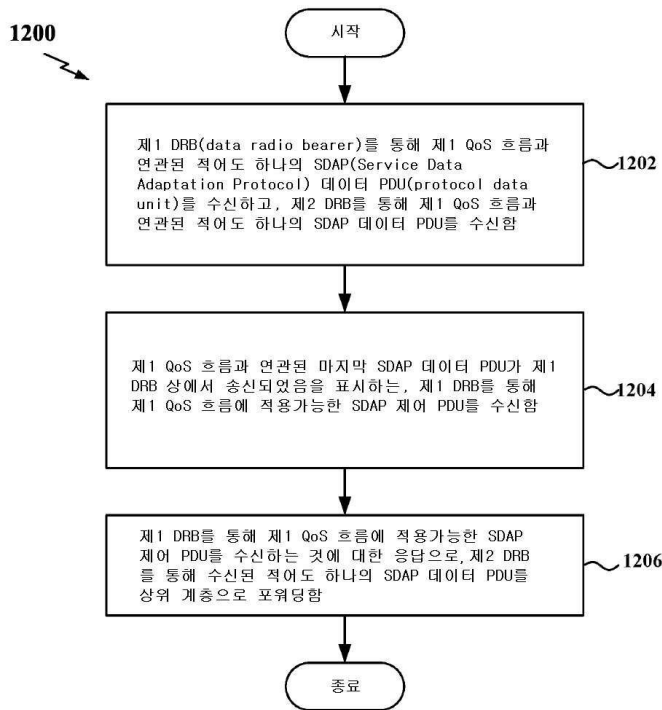 1200
시작
제1 DRB(data radio bearer)를 통해 제1 QoS 흐름과
연관된 적어도 하나의 SDAP(Service Data
Adaptation Protocol) 데이터 PDU(protocol data
unit)를 수신하고, 제2 DRB를 통해 제1 QoS 흐름과
연관된 적어도 하나의 SDAP 데이터 PDU를 수신함
1202
제1 QoS 흐름과 연관된 마지막 SDAP 데이터 PDU가 제1
DRB 상에서 송신되었음을 표시하는, 제1 DRB를 통해
제1 QoS 흐름에 적용가능한 SDAP 제어 PDU를 수신함
1204
제1 DRB를 통해 제1 QoS 흐름에 적용가능한 SDAP
제어 PDU를 수신하는 것에 대한 응답으로, 제2 DRB
를 통해 수신된 적어도 하나의 SDAP 데이터 PDU를
상위 계층으로 포워딩함
1206
종료